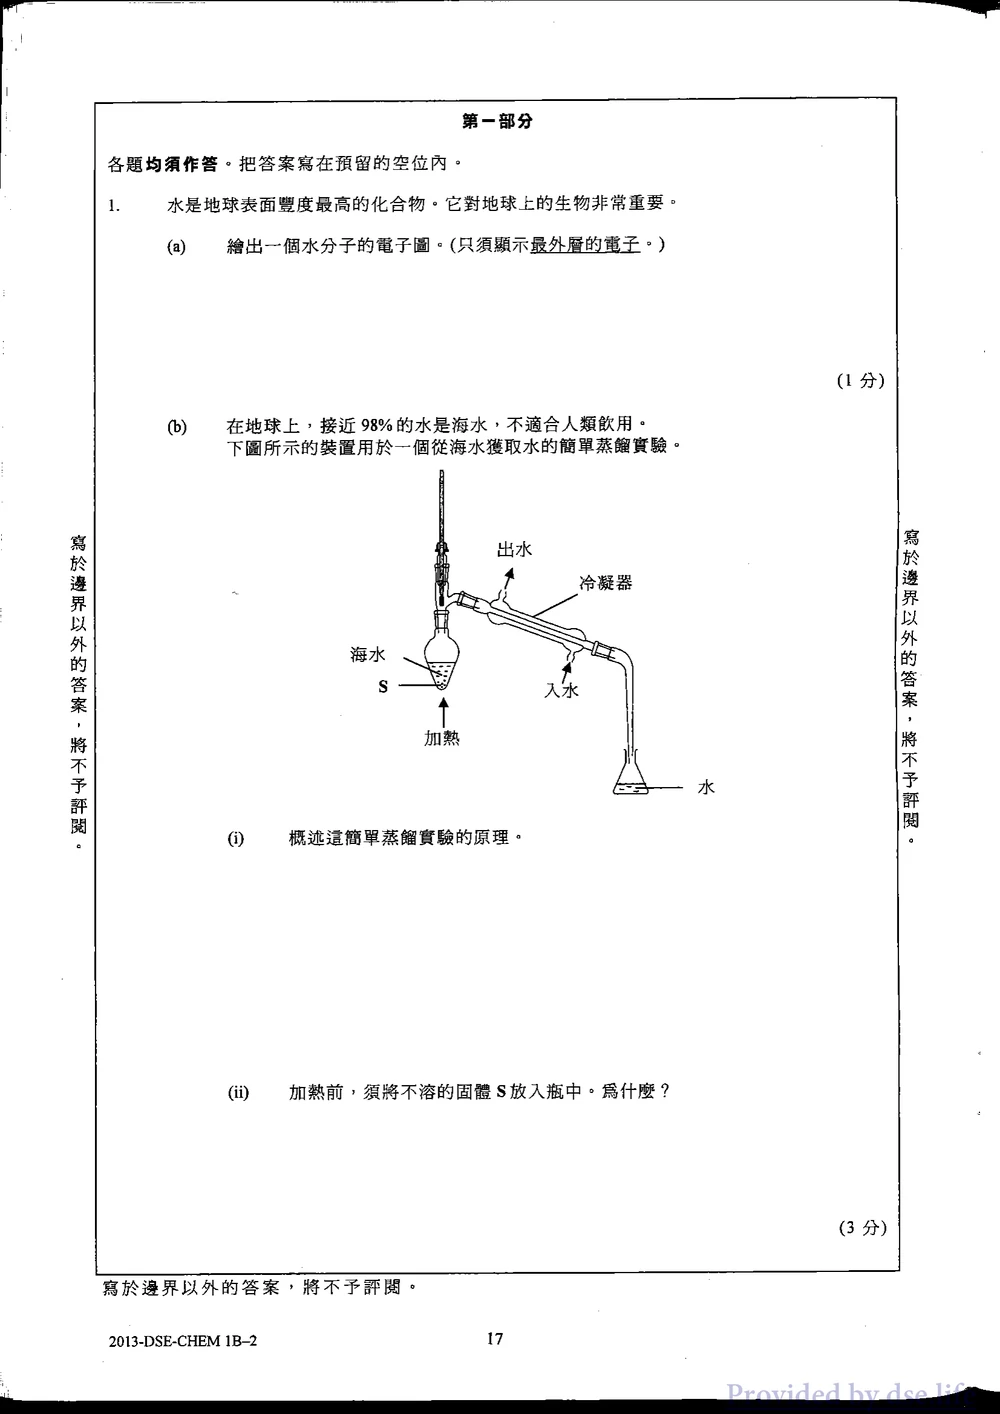 第一部分
各題均須作答。把答案寫在預留的空位內。
1. 水是地球表面豐度最高的化合物。它對地球上的生物非常重要。
(a) 繪出一個水分子的電子圖。(只須顯示最外層的電子。)
(1 分)
(b) 在地球上，接近 98% 的水是海水，不適合人類飲用。
下圖所示的裝置用於一個從海水獲取水的簡單蒸餾實驗。
出水
冷凝器
海水
S
入水
加熱
水
(i) 概述這簡單蒸餾實驗的原理。
(ii) 加熱前，須將不溶的固體 S 放入瓶中。爲什麼？
(3 分)
寫於邊界以外的答案，將不予評閱。
寫於邊界以外的答案，將不予評閱。
寫於邊界以外的答案，將不予評閱。
2013-DSE-CHEM 1B–2
17
Provided by dse.life